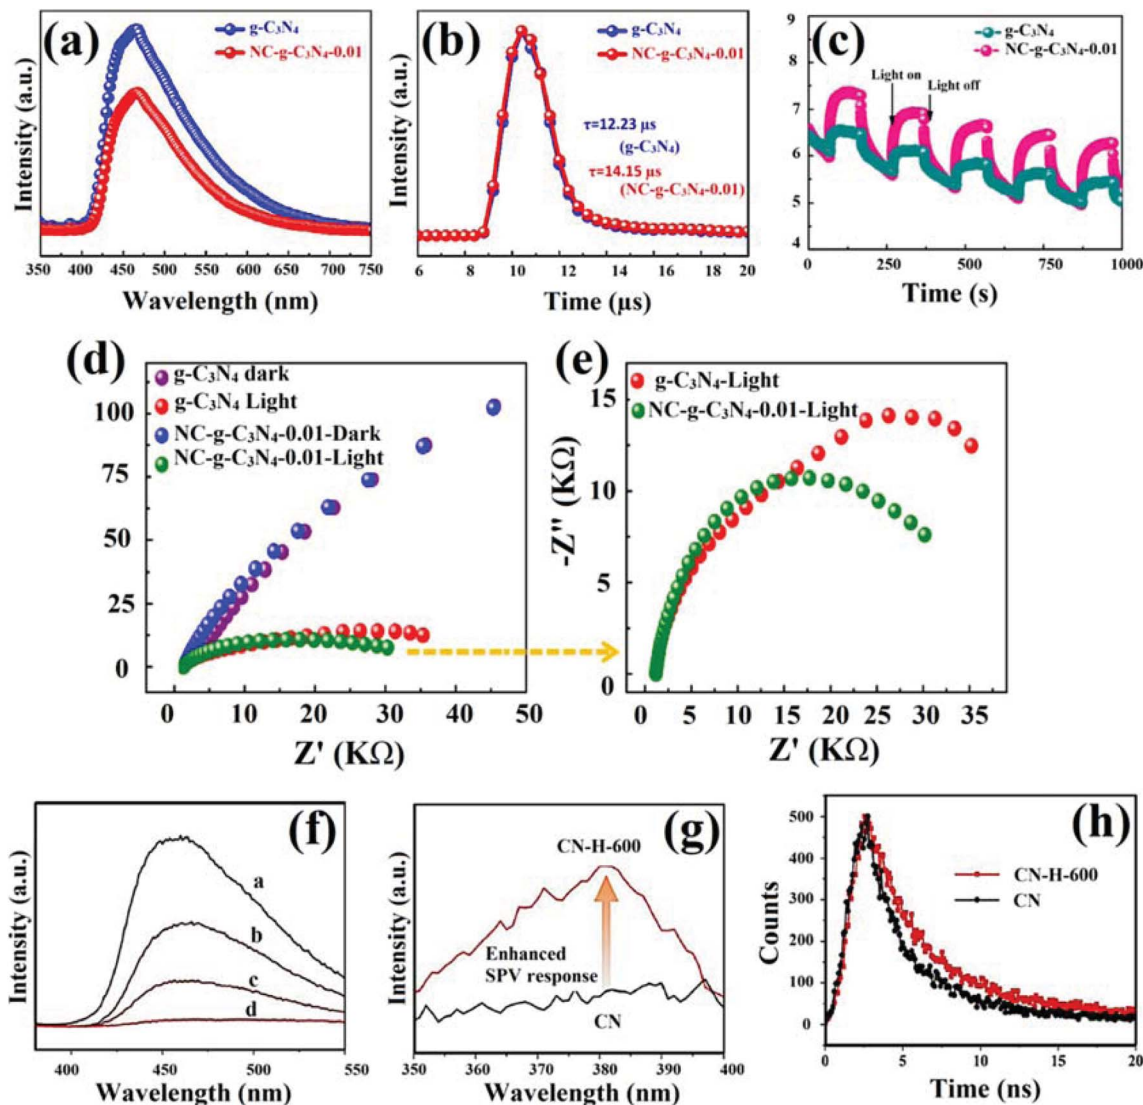 (a)
g-C₃N₄
NC-g-C₃N₄-0.01
Intensity (a.u.)
350 400 450 500 550 600 650 700 750
Wavelength (nm)
(b)
g-C₃N₄
NC-g-C₃N₄-0.01
τ=12.23 µs
(g-C₃N₄)
τ=14.15 µs
(NC-g-C₃N₄-0.01)
Intensity (a.u.)
6 8 10 12 14 16 18 20
Time (µs)
(c)
g-C₃N₄
NC-g-C₃N₄-0.01
Light on
Light off
9
8
7
6
5
4
0 250 500 750 1000
Time (s)
(d)
g-C₃N₄ dark
g-C₃N₄ Light
NC-g-C₃N₄-0.01-Dark
NC-g-C₃N₄-0.01-Light
100
75
50
25
0
0 10 20 30 40 50
Z' (KΩ)
(e)
g-C₃N₄-Light
NC-g-C₃N₄-0.01-Light
-Z'' (KΩ)
15
10
5
0
0 5 10 15 20 25 30 35
Z' (KΩ)
(f)
a
b
c
d
Intensity (a.u.)
400 450 500 550
Wavelength (nm)
(g)
CN-H-600
Enhanced
SPV response
CN
Intensity (a.u.)
350 360 370 380 390 400
Wavelength (nm)
(h)
CN-H-600
CN
Counts
500
400
300
200
100
0
0 5 10 15 20
Time (ns)